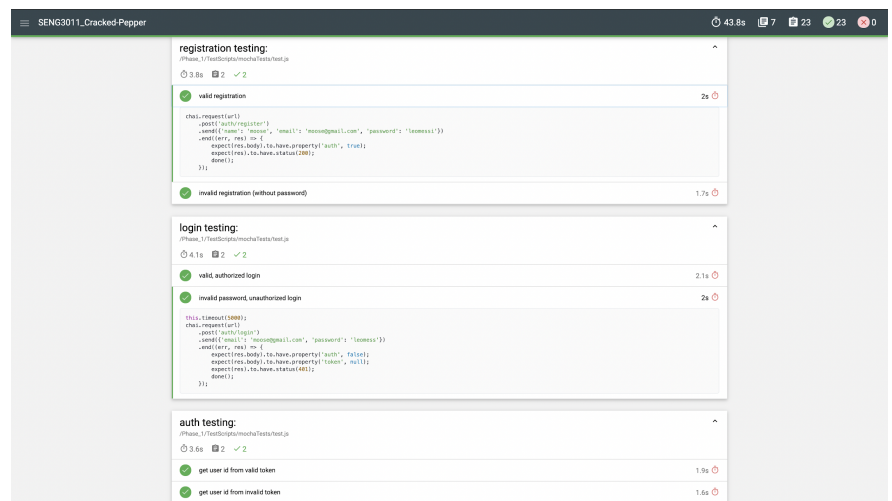 SENG3011_Cracked-Pepper
43.8s 7 23 23 0
registration testing:
/Phase_1/TestScripts/mochaTests/test.js
3.8s 2 2
valid registration 2s
chai.request(url)
.post('auth/register')
.send({'name': 'moose', 'email': 'moose@gmail.com', 'password': 'leomessi'})
.end((err, res) => {
expect(res.body).to.have.property('auth', true);
expect(res).to.have.status(200);
done();
});
invalid registration (without password) 1.7s
login testing:
/Phase_1/TestScripts/mochaTests/test.js
4.1s 2 2
valid, authorized login 2.1s
invalid password, unauthorized login 2s
this.timeout(5000);
chai.request(url)
.post('auth/login')
.send({'email': 'moose@gmail.com', 'password': 'leomess'})
.end((err, res) => {
expect(res.body).to.have.property('auth', false);
expect(res.body).to.have.property('token', null);
expect(res).to.have.status(401);
done();
});
auth testing:
/Phase_1/TestScripts/mochaTests/test.js
3.6s 2 2
get user id from valid token 1.9s
get user id from invalid token 1.6s